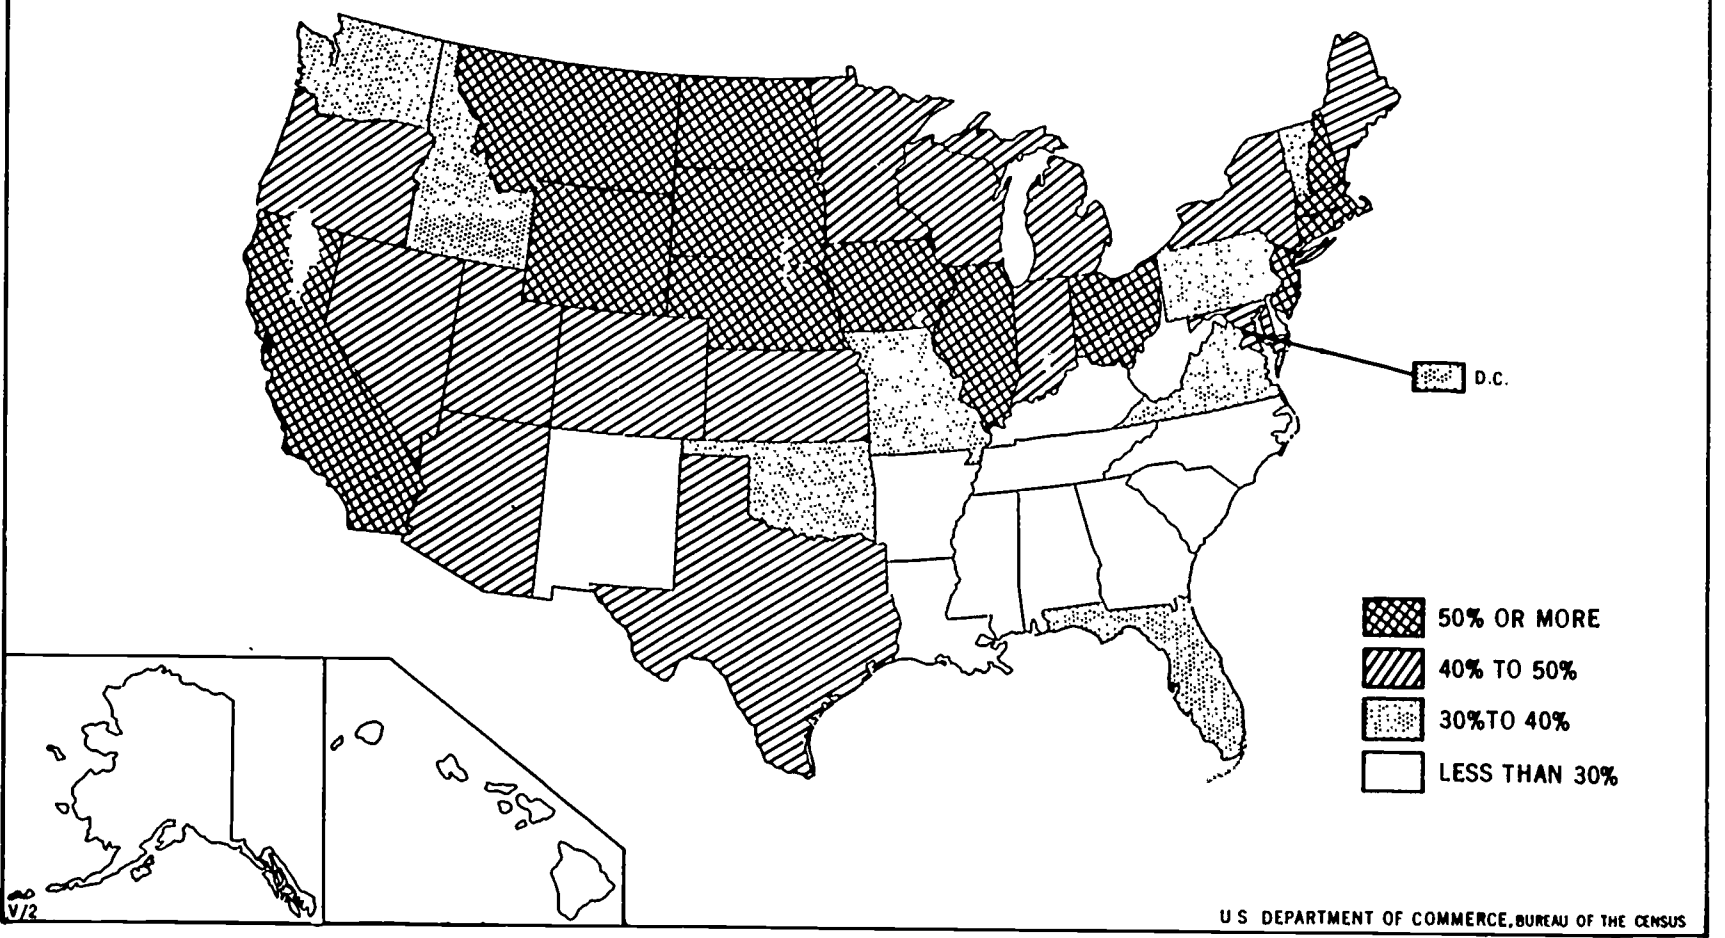 D.C.
50% OR MORE
40% TO 50%
30%TO 40%
LESS THAN 30%
V/2
U S DEPARTMENT OF COMMERCE, BUREAU OF THE CENSUS